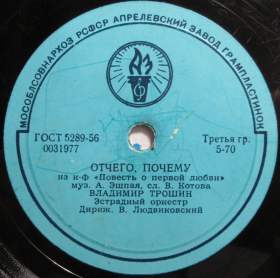 МОСОБЛСОВНАРХОЗ РСФСР АПРЕЛЕВСКИЙ ЗАВОД ГРАМПЛАСТИНОК
ГОСТ 5289-56
0031977
Третья гр.
5-70
ОТЧЕГО, ПОЧЕМУ
из к-ф «Повесть о первой любви»
муз. А. Эшпая, сл. В. Котова
ВЛАДИМИР ТРОШИН
Эстрадный оркестр
Дириж. В. Людвиковский